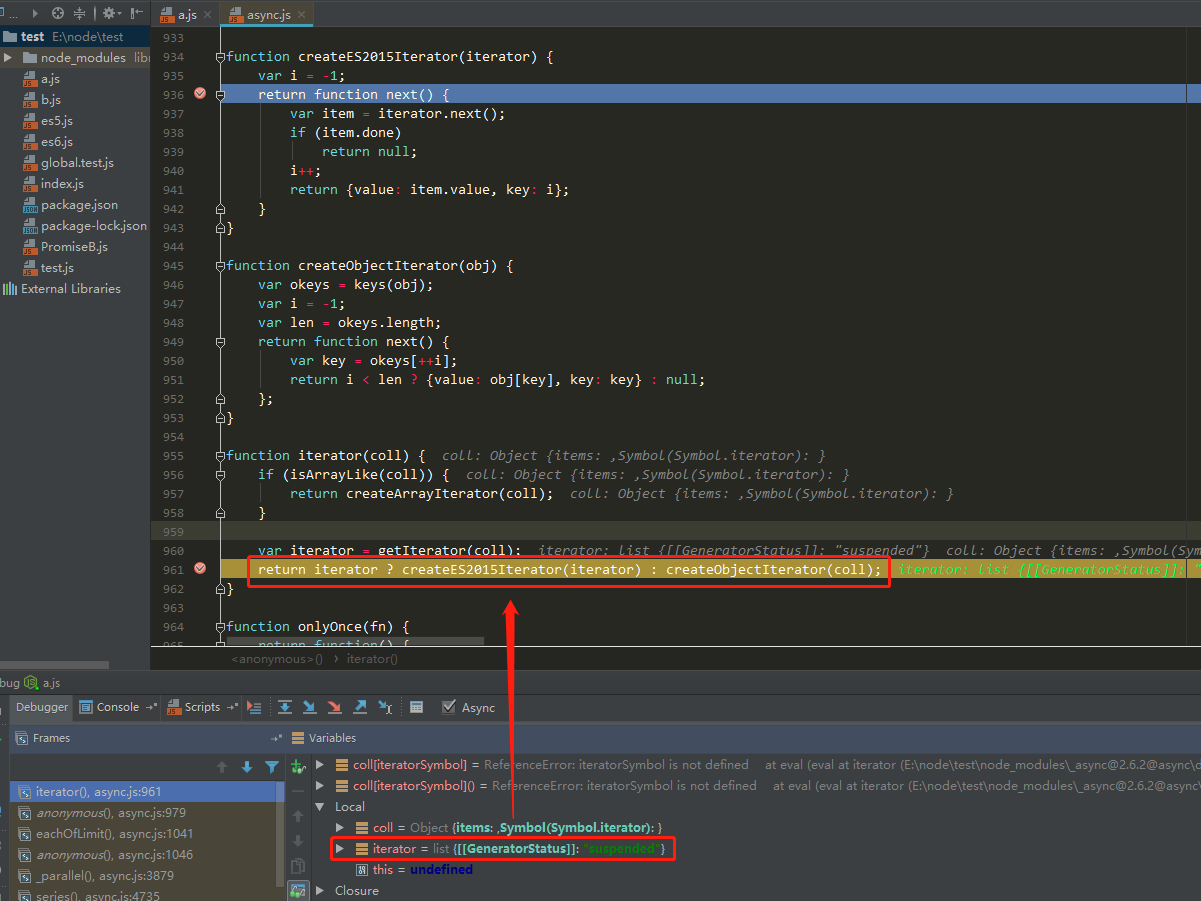 ...
a.js
async.js
test E:\node\test
node_modules lib
a.js
b.js
es5.js
es6.js
global.test.js
index.js
package.json
package-lock.json
PromiseB.js
test.js
External Libraries
933
934 function createES2015Iterator(iterator) {
935 var i = -1;
936 return function next() {
937 var item = iterator.next();
938 if (item.done)
939 return null;
940 i++;
941 return {value: item.value, key: i};
942 }
943 }
944
945 function createObjectIterator(obj) {
946 var okeys = keys(obj);
947 var i = -1;
948 var len = okeys.length;
949 return function next() {
950 var key = okeys[++i];
951 return i < len ? {value: obj[key], key: key} : null;
952 };
953 }
954
955 function iterator(coll) { coll: Object {items: ,Symbol(Symbol.iterator): }
956 if (isArrayLike(coll)) { coll: Object {items: ,Symbol(Symbol.iterator): }
957 return createArrayIterator(coll); coll: Object {items: ,Symbol(Symbol.iterator): }
958 }
959
960 var iterator = getIterator(coll); iterator: list {[[GeneratorStatus]]: "suspended"} coll: Object {items: ,Symbol(Sym
961 return iterator ? createES2015Iterator(iterator) : createObjectIterator(coll); iterator: list {[[GeneratorStatus]]: "
962 }
963
964 function onlyOnce(fn) {
965 return function() {
<anonymous>() › iterator()
bug a.js
Debugger Console Scripts Async
Frames
Variables
iterator(), async.js:961
anonymous(), async.js:979
eachOfLimit(), async.js:1041
anonymous(), async.js:1046
_parallel(), async.js:3879
series(), async.js:4735
coll[iteratorSymbol] = ReferenceError: iteratorSymbol is not defined at eval (eval at iterator (E:\node\test\node_modules\_async@2.6.2@async\c
coll[iteratorSymbol]() = ReferenceError: iteratorSymbol is not defined at eval (eval at iterator (E:\node\test\node_modules\_async@2.6.2@async\
Local
coll = Object {items: ,Symbol(Symbol.iterator): }
iterator = list {[[GeneratorStatus]]: "suspended"}
this = undefined
Closure